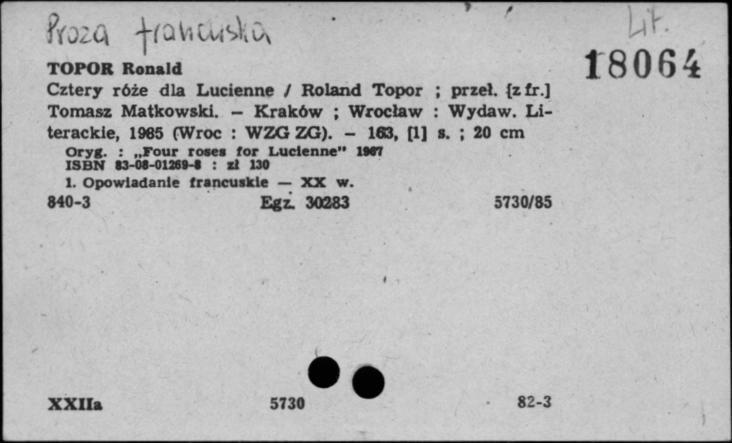 Proza francuska
Lit.
18064
TOPOR Ronald
Cztery róże dla Lucienne / Roland Topor ; przeł. [z fr.]
Tomasz Matkowski. — Kraków ; Wrocław : Wydaw. Li-
terackie, 1985 (Wroc : WZG ZG). — 163, [1] s. ; 20 cm
Oryg. : „Four roses for Lucienne” 1967
ISBN 83-08-01269-8 : zł 130
1. Opowiadanie francuskie — XX w.
840-3 Egz. 30283 5730/85
XXIIa 5730 82-3